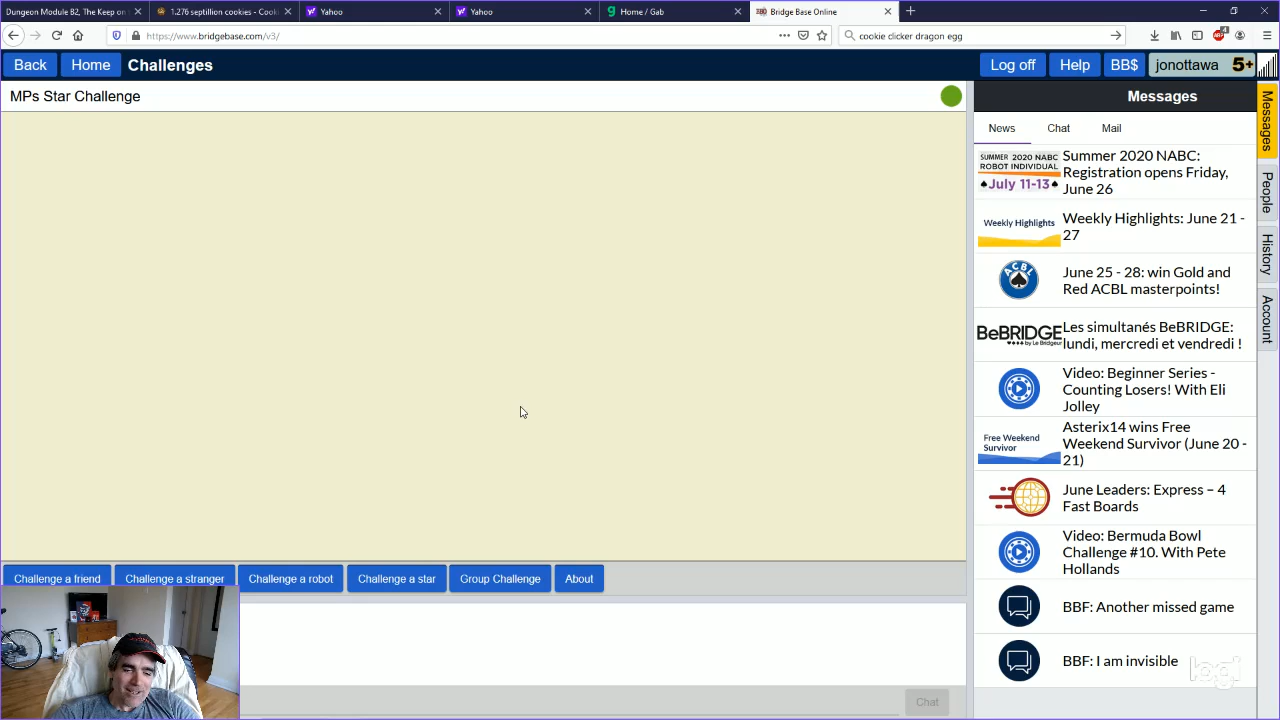 Dungeon Module B2, The Keep on
1.276 septillion cookies - Cook
Yahoo
Yahoo
Home / Gab
Bridge Base Online
https://www.bridgebase.com/v3/
cookie clicker dragon egg
Back
Home
Challenges
Log off
Help
BB$
jonottawa
5+
MPs Star Challenge
Messages
News
Chat
Mail
SUMMER 2020 NABC
ROBOT INDIVIDUAL
♠July 11-13♠
Summer 2020 NABC:
Registration opens Friday,
June 26
Weekly Highlights
Weekly Highlights: June 21 -
27
ACBL
June 25 - 28: win Gold and
Red ACBL masterpoints!
BeBRIDGE
by Le Bridgeur
Les simultanés BeBRIDGE:
lundi, mercredi et vendredi !
Video: Beginner Series -
Counting Losers! With Eli
Jolley
Free Weekend
Survivor
Asterix14 wins Free
Weekend Survivor (June 20 -
21)
June Leaders: Express – 4
Fast Boards
Video: Bermuda Bowl
Challenge #10. With Pete
Hollands
BBF: Another missed game
BBF: I am invisible
Messages
People
History
Account
Challenge a friend
Challenge a stranger
Challenge a robot
Challenge a star
Group Challenge
About
Chat
logi